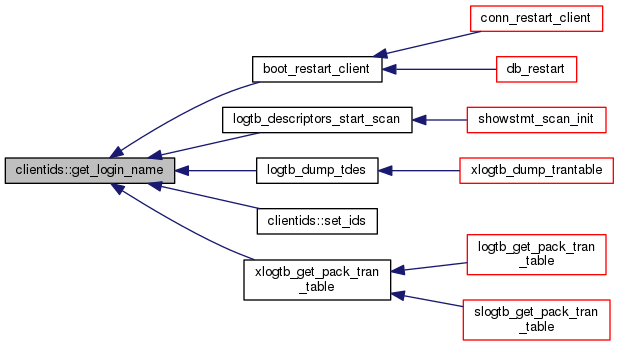 conn_restart_client
boot_restart_client
db_restart
logtb_descriptors_start_scan
showstmt_scan_init
clientids::get_login_name
logtb_dump_tdes
xlogtb_dump_trantable
clientids::set_ids
logtb_get_pack_tran
_table
xlogtb_get_pack_tran
_table
slogtb_get_pack_tran
_table